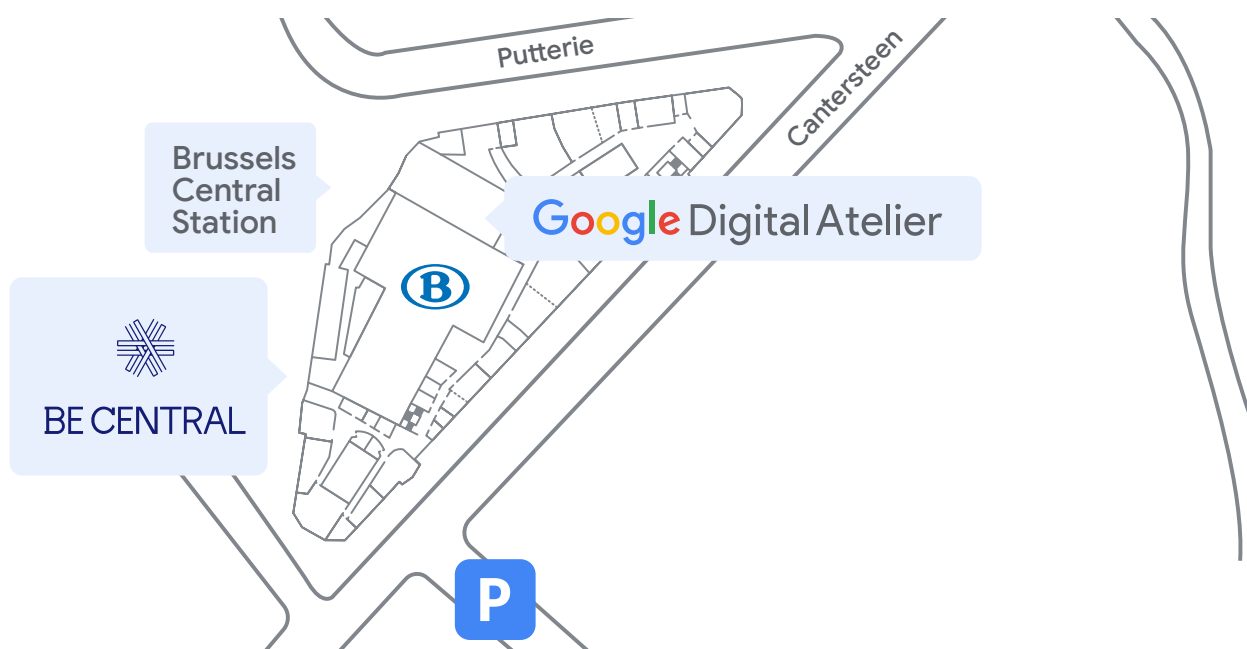 Putterie
Cantersteen
Brussels
Central
Station
Google Digital Atelier
B
BE CENTRAL
P